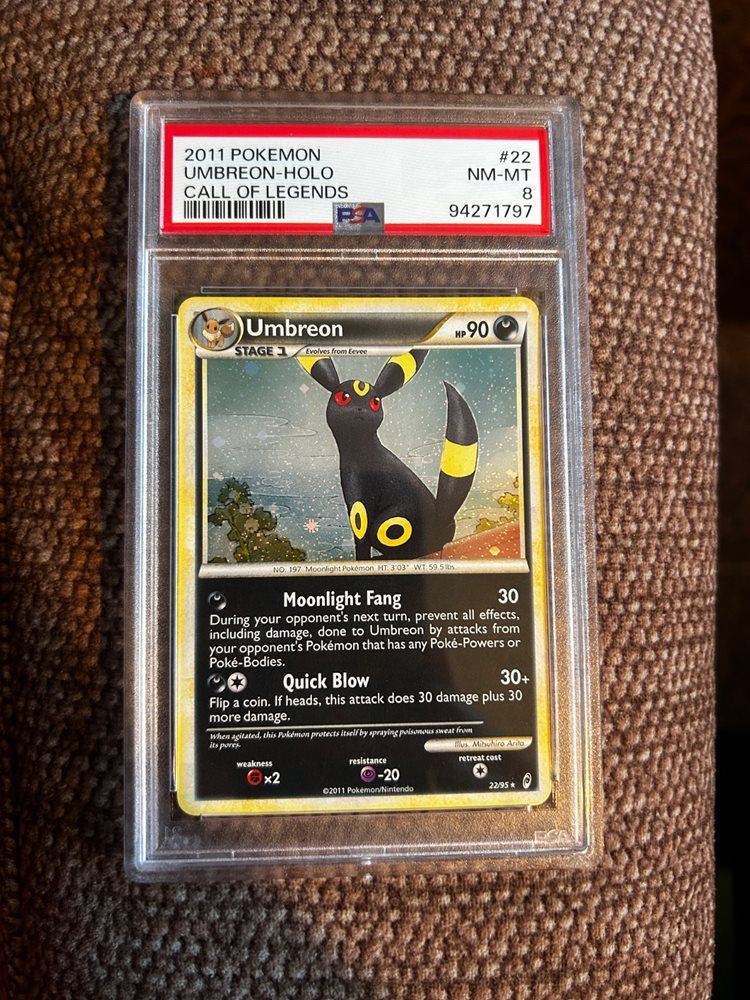 2011 POKEMON #22
UMBREON-HOLO NM-MT
CALL OF LEGENDS 8
PSA 94271797
Umbreon HP 90
STAGE 1 Evolves from Eevee
NO. 197 Moonlight Pokémon HT. 3'03" WT. 59.5 lbs.
Moonlight Fang 30
During your opponent's next turn, prevent all effects,
including damage, done to Umbreon by attacks from
your opponent's Pokémon that has any Poké-Powers or
Poké-Bodies.
Quick Blow 30+
Flip a coin. If heads, this attack does 30 damage plus 30
more damage.
When agitated, this Pokémon protects itself by spraying poisonous sweat from
its pores.
Illus. Mitsuhiro Arita
weakness resistance retreat cost
×2 -20
22/95 ★
©2011 Pokémon/Nintendo
PSA